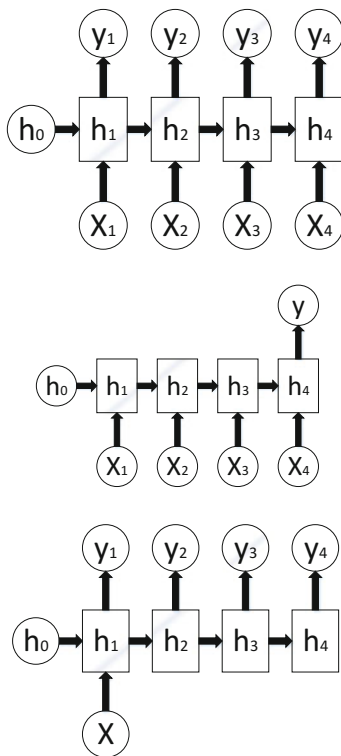 y₁ y₂ y₃ y₄
h₀ h₁ h₂ h₃ h₄
X₁ X₂ X₃ X₄
y
h₀ h₁ h₂ h₃ h₄
X₁ X₂ X₃ X₄
y₁ y₂ y₃ y₄
h₀ h₁ h₂ h₃ h₄
X